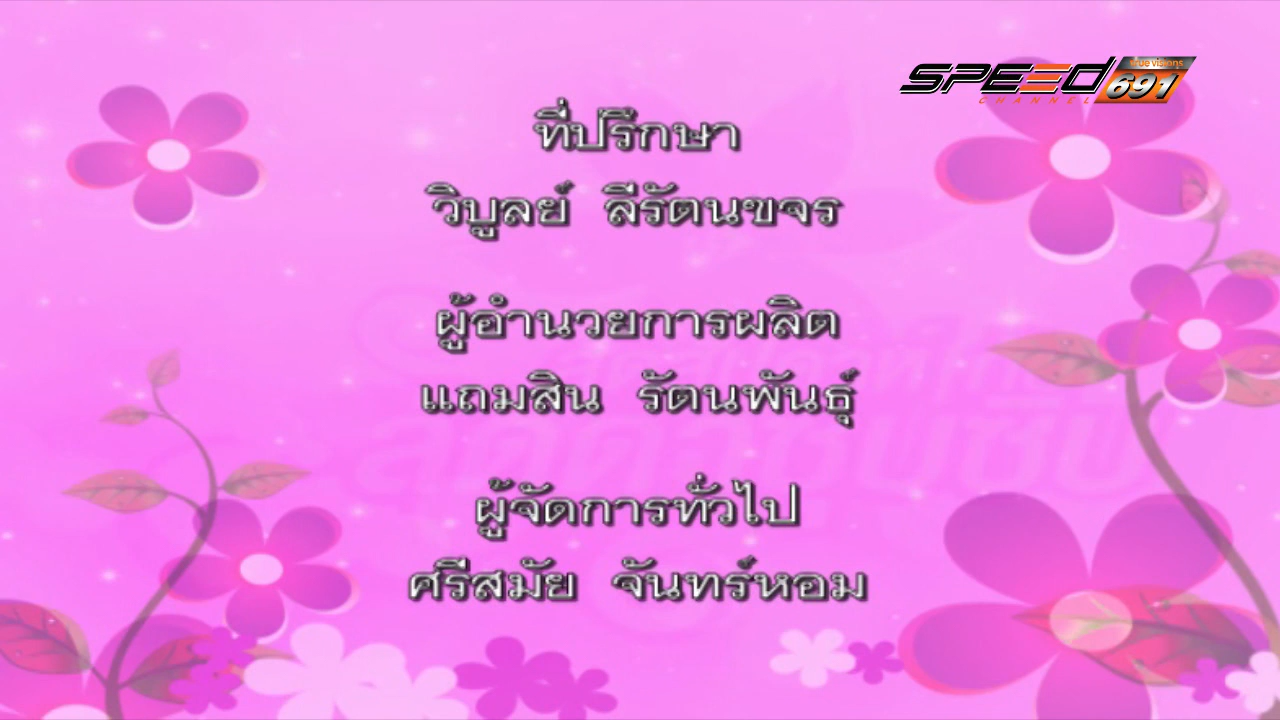 SPEED
CHANNEL
true visions
691
ที่ปรึกษา
วิบูลย์ ลีรัตนขจร
ผู้อำนวยการผลิต
แถมสิน รัตนพันธุ์
ผู้จัดการทั่วไป
ศรีสมัย จันทร์หอม